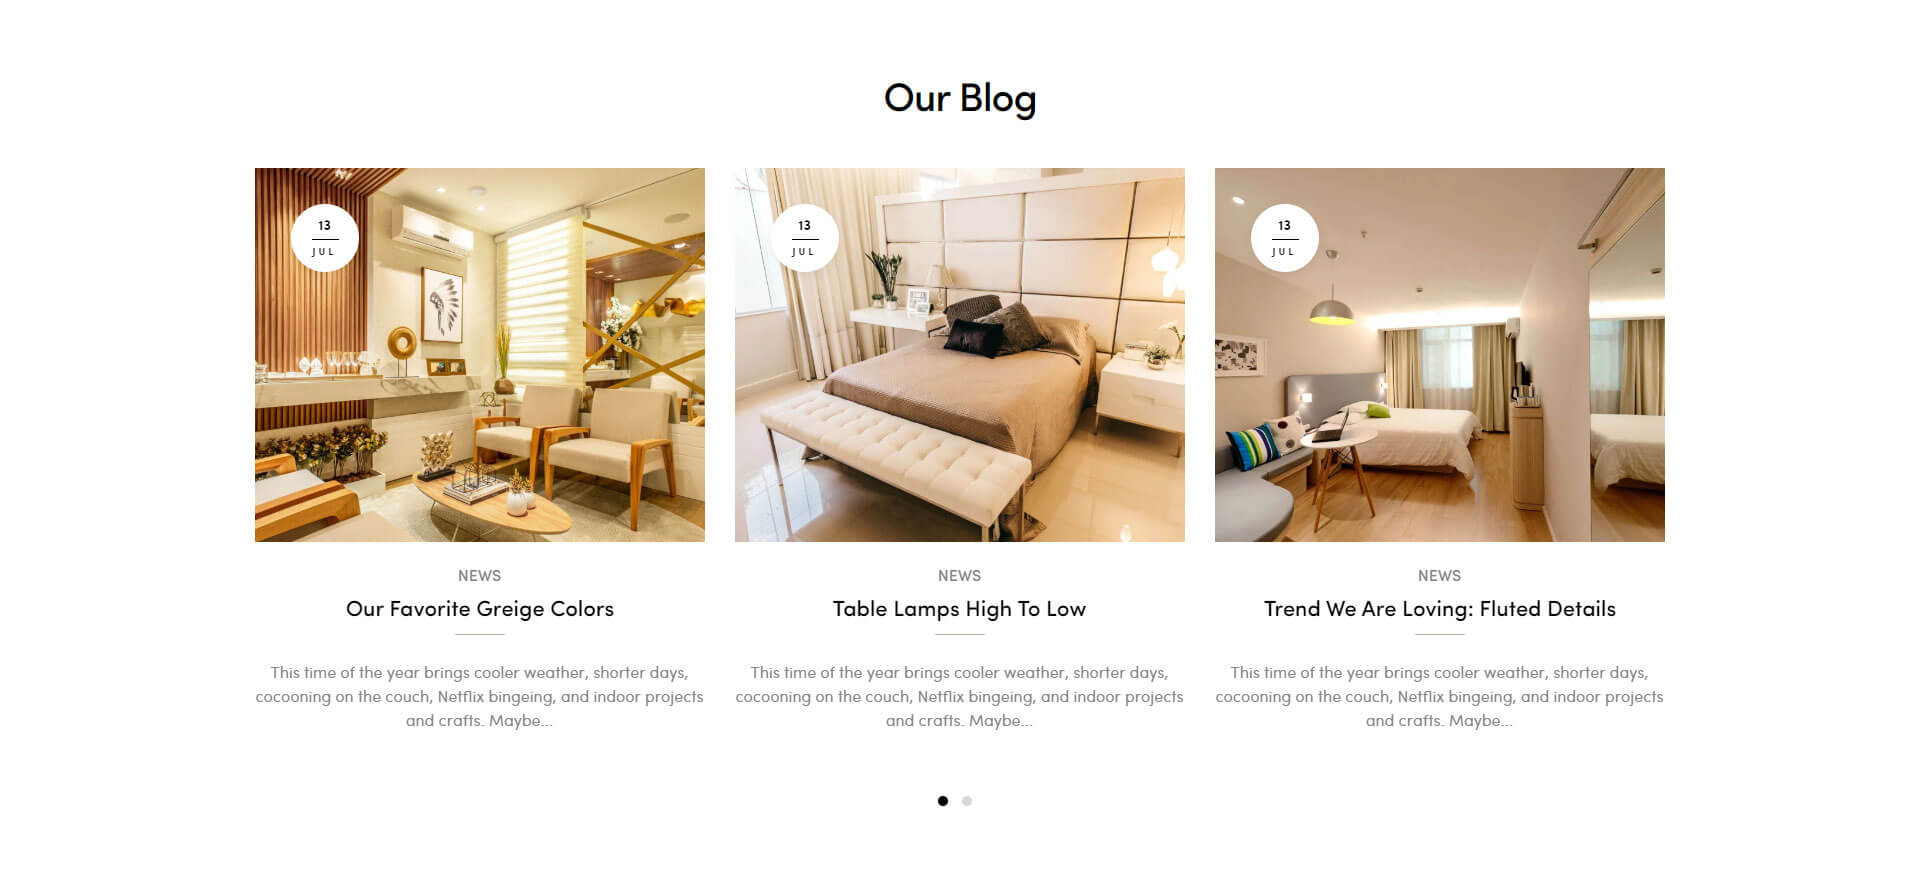 Our Blog
13
JUL
13
JUL
13
JUL
NEWS
Our Favorite Greige Colors
This time of the year brings cooler weather, shorter days,
cocooning on the couch, Netflix bingeing, and indoor projects
and crafts. Maybe...
NEWS
Table Lamps High To Low
This time of the year brings cooler weather, shorter days,
cocooning on the couch, Netflix bingeing, and indoor projects
and crafts. Maybe...
NEWS
Trend We Are Loving: Fluted Details
This time of the year brings cooler weather, shorter days,
cocooning on the couch, Netflix bingeing, and indoor projects
and crafts. Maybe...